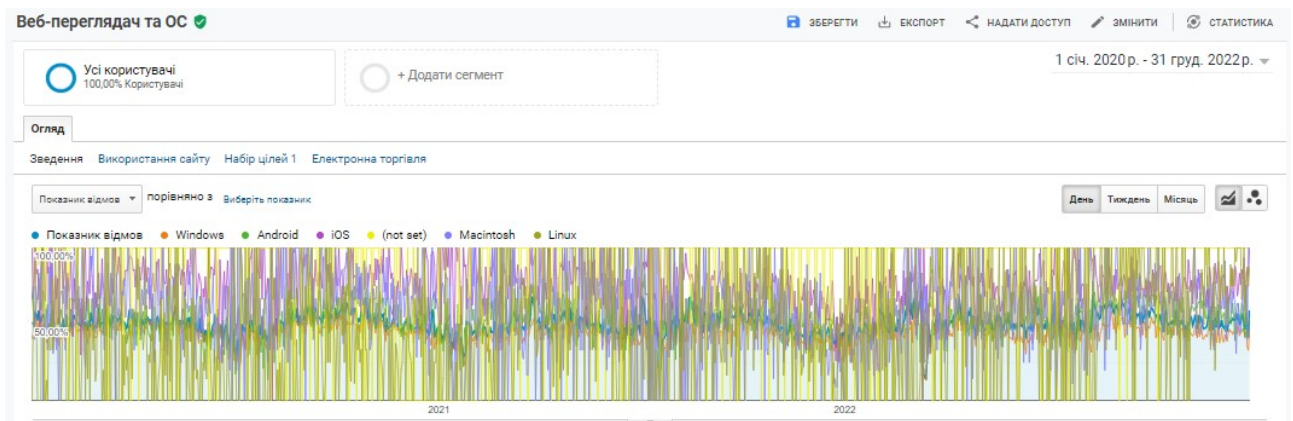 Веб-переглядач та ОС
ЗБЕРЕГТИ ЕКСПОРТ НАДАТИ ДОСТУП ЗМІНИТИ СТАТИСТИКА
Усі користувачі
100,00% Користувачі
+ Додати сегмент
1 січ. 2020 р. - 31 груд. 2022 р.
Огляд
Зведення Використання сайту Набір цілей 1 Електронна торгівля
Показник відмов порівняно з Виберіть показник
День Тиждень Місяць
Показник відмов Windows Android iOS (not set) Macintosh Linux
100,00%
50,00%
2021 2022